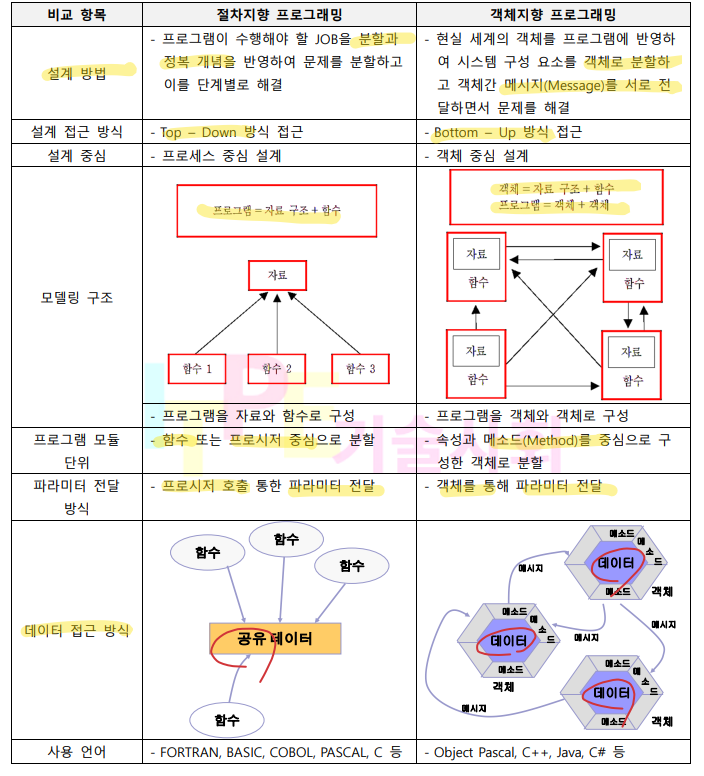 비교 항목 절차지향 프로그래밍 객체지향 프로그래밍
설계 방법
- 프로그램이 수행해야 할 JOB을 분할과
정복 개념을 반영하여 문제를 분할하고
이를 단계별로 해결
- 현실 세계의 객체를 프로그램에 반영하
여 시스템 구성 요소를 객체로 분할하
고 객체간 메시지(Message)를 서로 전
달하면서 문제를 해결
설계 접근 방식 - Top – Down 방식 접근 - Bottom – Up 방식 접근
설계 중심 - 프로세스 중심 설계 - 객체 중심 설계
모델링 구조
프로그램 = 자료 구조 + 함수
자료
함수 1 함수 2 함수 3
- 프로그램을 자료와 함수로 구성
객체 = 자료 구조 + 함수
프로그램 = 객체 + 객체
자료 자료
함수 함수
자료 자료
함수 함수
- 프로그램을 객체와 객체로 구성
프로그램 모듈
단위
- 함수 또는 프로시저 중심으로 분할
- 속성과 메소드(Method)를 중심으로 구
성한 객체로 분할
파라미터 전달
방식
- 프로시저 호출 통한 파라미터 전달
- 객체를 통해 파라미터 전달
데이터 접근 방식
함수
함수
함수
공유 데이터
함수
메소드
메소드
데이터
메소드
객체
메시지
메소드
메소드
데이터
객체
메시지
메시지
메소드
메소드
데이터
메소드
객체
메시지
사용 언어 - FORTRAN, BASIC, COBOL, PASCAL, C 등 - Object Pascal, C++, Java, C# 등
ITPE
기술사회